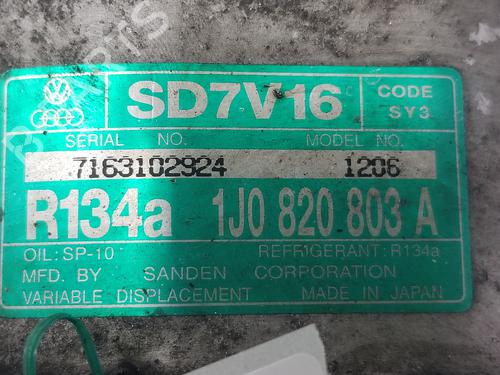 SD7V16
CODE
SY3
SERIAL NO. MODEL NO.
7163102924 1206
R134a 1J0 820 803 A
OIL: SP-10 REFRIGERANT: R134a
MFD. BY SANDEN CORPORATION
VARIABLE DISPLACEMENT MADE IN JAPAN